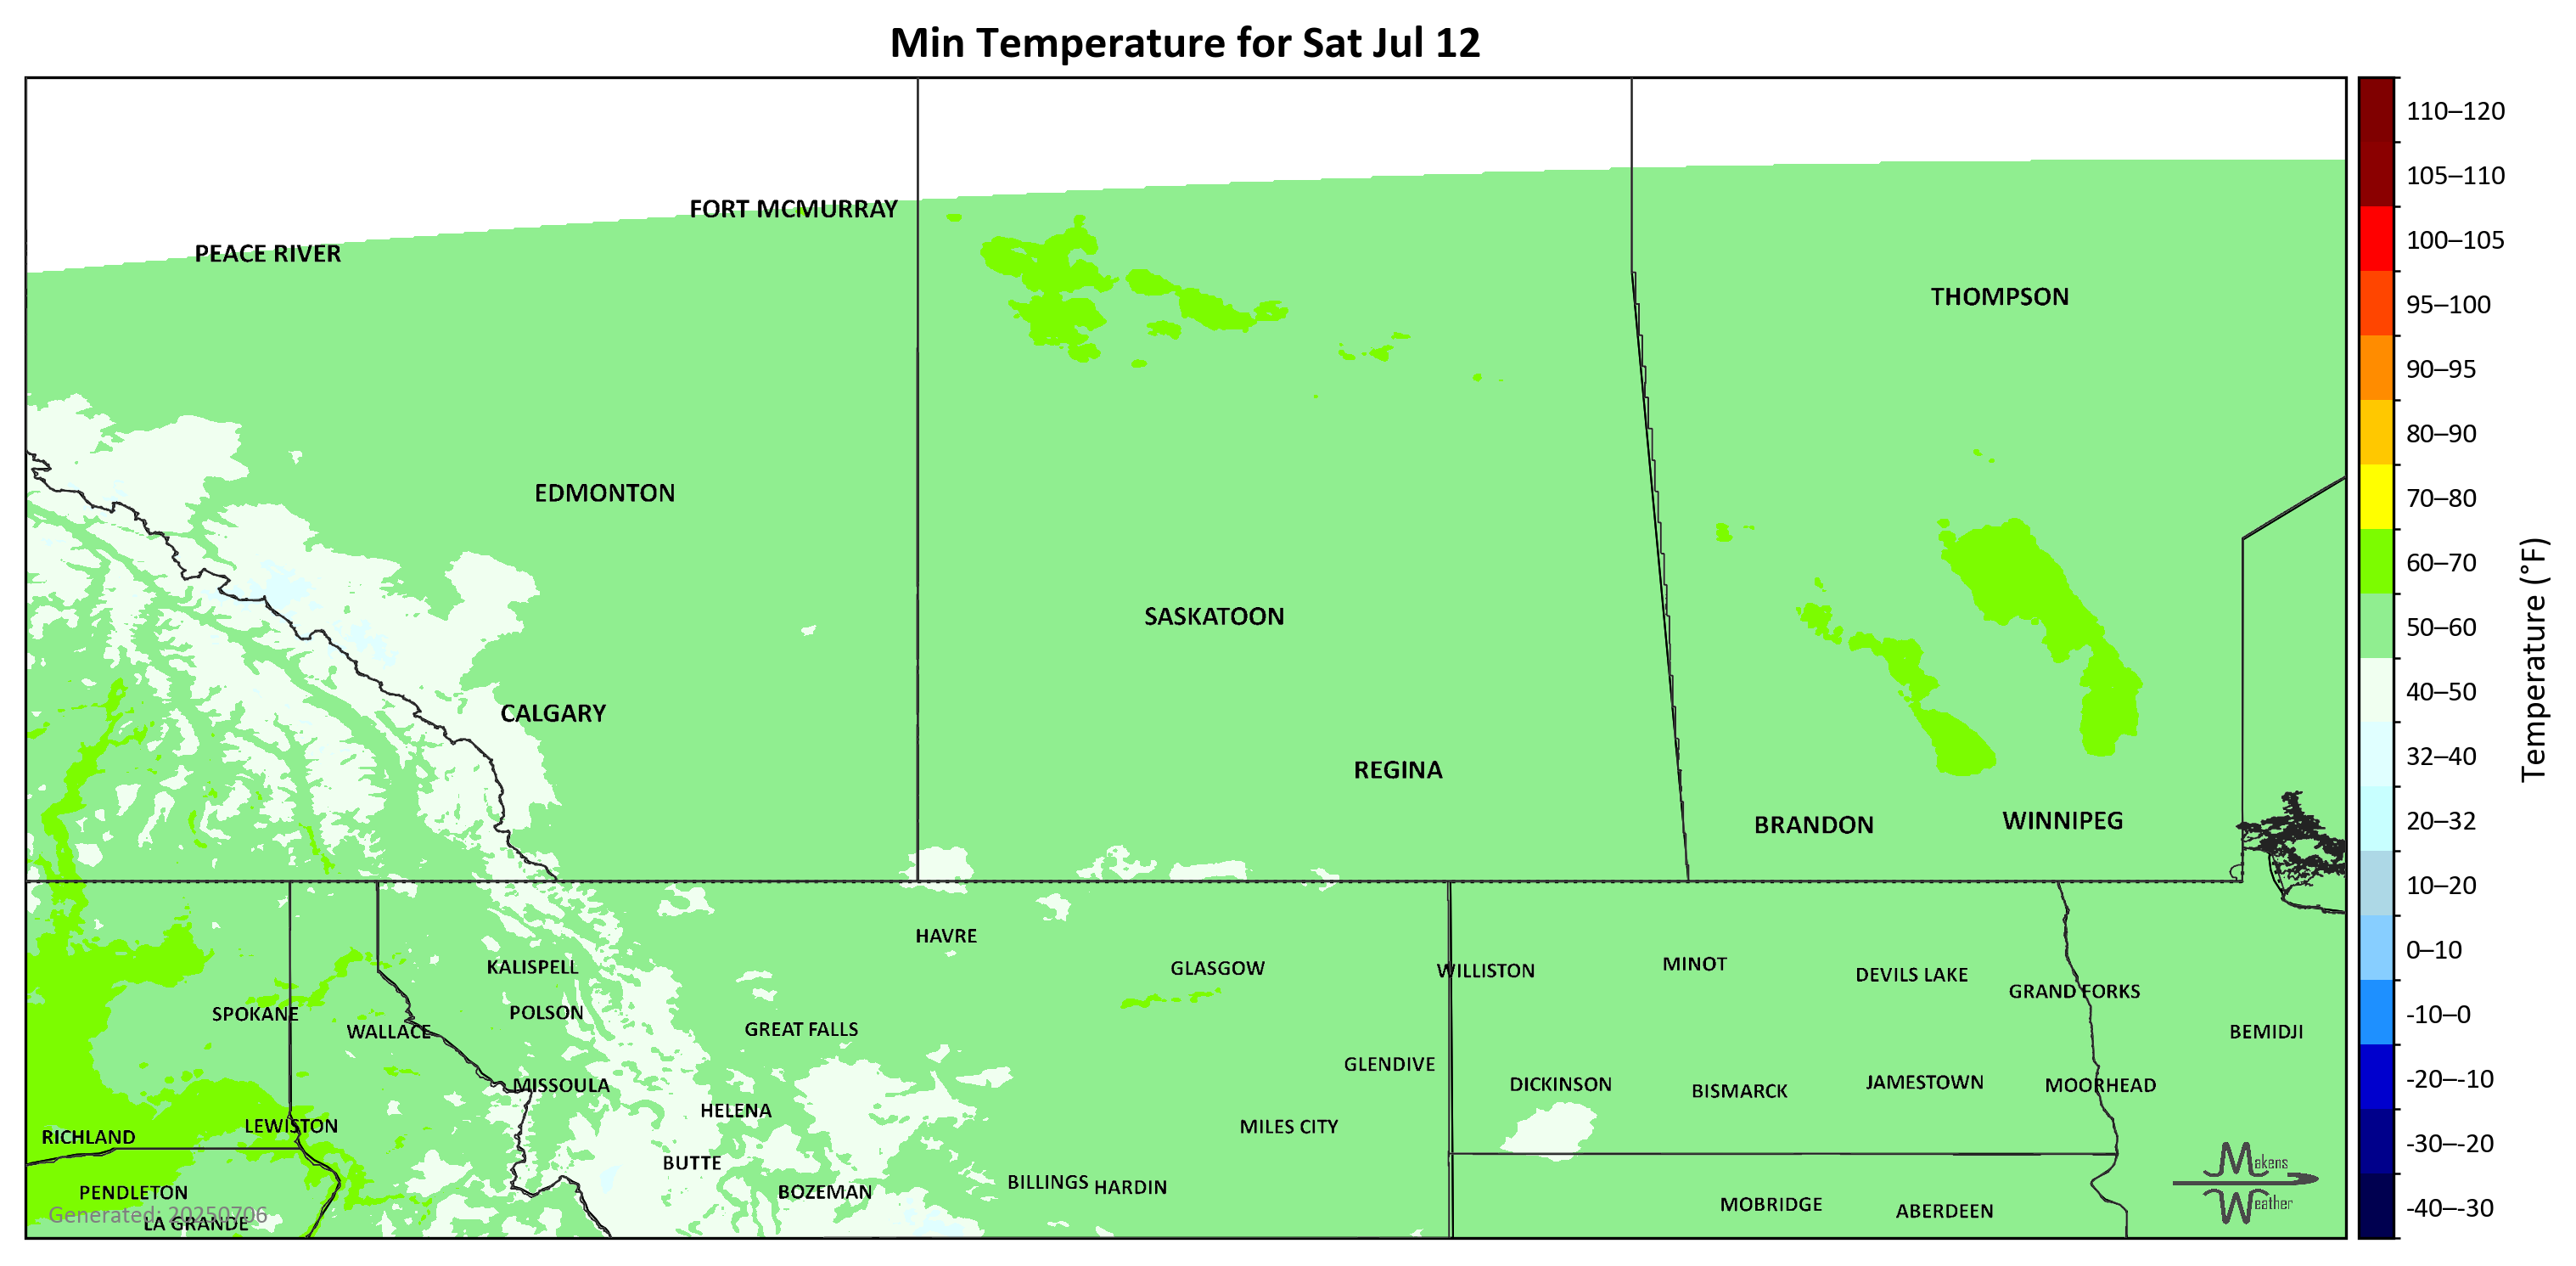 Min Temperature for Sat Jul 12
110–120
105–110
100–105
95–100
90–95
80–90
70–80
60–70
50–60
40–50
32–40
20–32
10–20
0–10
-10–0
-20–-10
-30–-20
-40–-30
Temperature (°F)
FORT MCMURRAY
PEACE RIVER
THOMPSON
EDMONTON
SASKATOON
CALGARY
REGINA
BRANDON
WINNIPEG
HAVRE
KALISPELL
GLASGOW
WILLISTON
MINOT
DEVILS LAKE
GRAND FORKS
SPOKANE
POLSON
WALLACE
GREAT FALLS
BEMIDJI
GLENDIVE
MISSOULA
DICKINSON
BISMARCK
JAMESTOWN
MOORHEAD
HELENA
LEWISTON
MILES CITY
RICHLAND
BUTTE
BILLINGS
HARDIN
PENDLETON
BOZEMAN
MOBRIDGE
ABERDEEN
Generated: 20250706
LA GRANDE
Makens
Weather